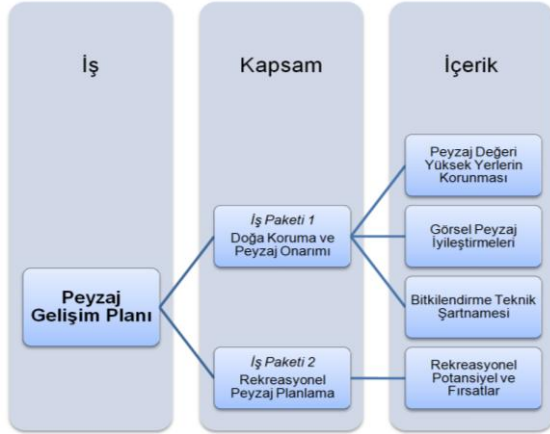 İş
Kapsam
İçerik
Peyzaj Değeri
Yüksek Yerlerin
Korunması
İş Paketi 1
Doğa Koruma ve
Peyzaj Onarımı
Görsel Peyzaj
İyileştirmeleri
Peyzaj
Gelişim Planı
Bitkilendirme Teknik
Şartnamesi
İş Paketi 2
Rekreasyonel
Peyzaj Planlama
Rekreasyonel
Potansiyel ve
Fırsatlar